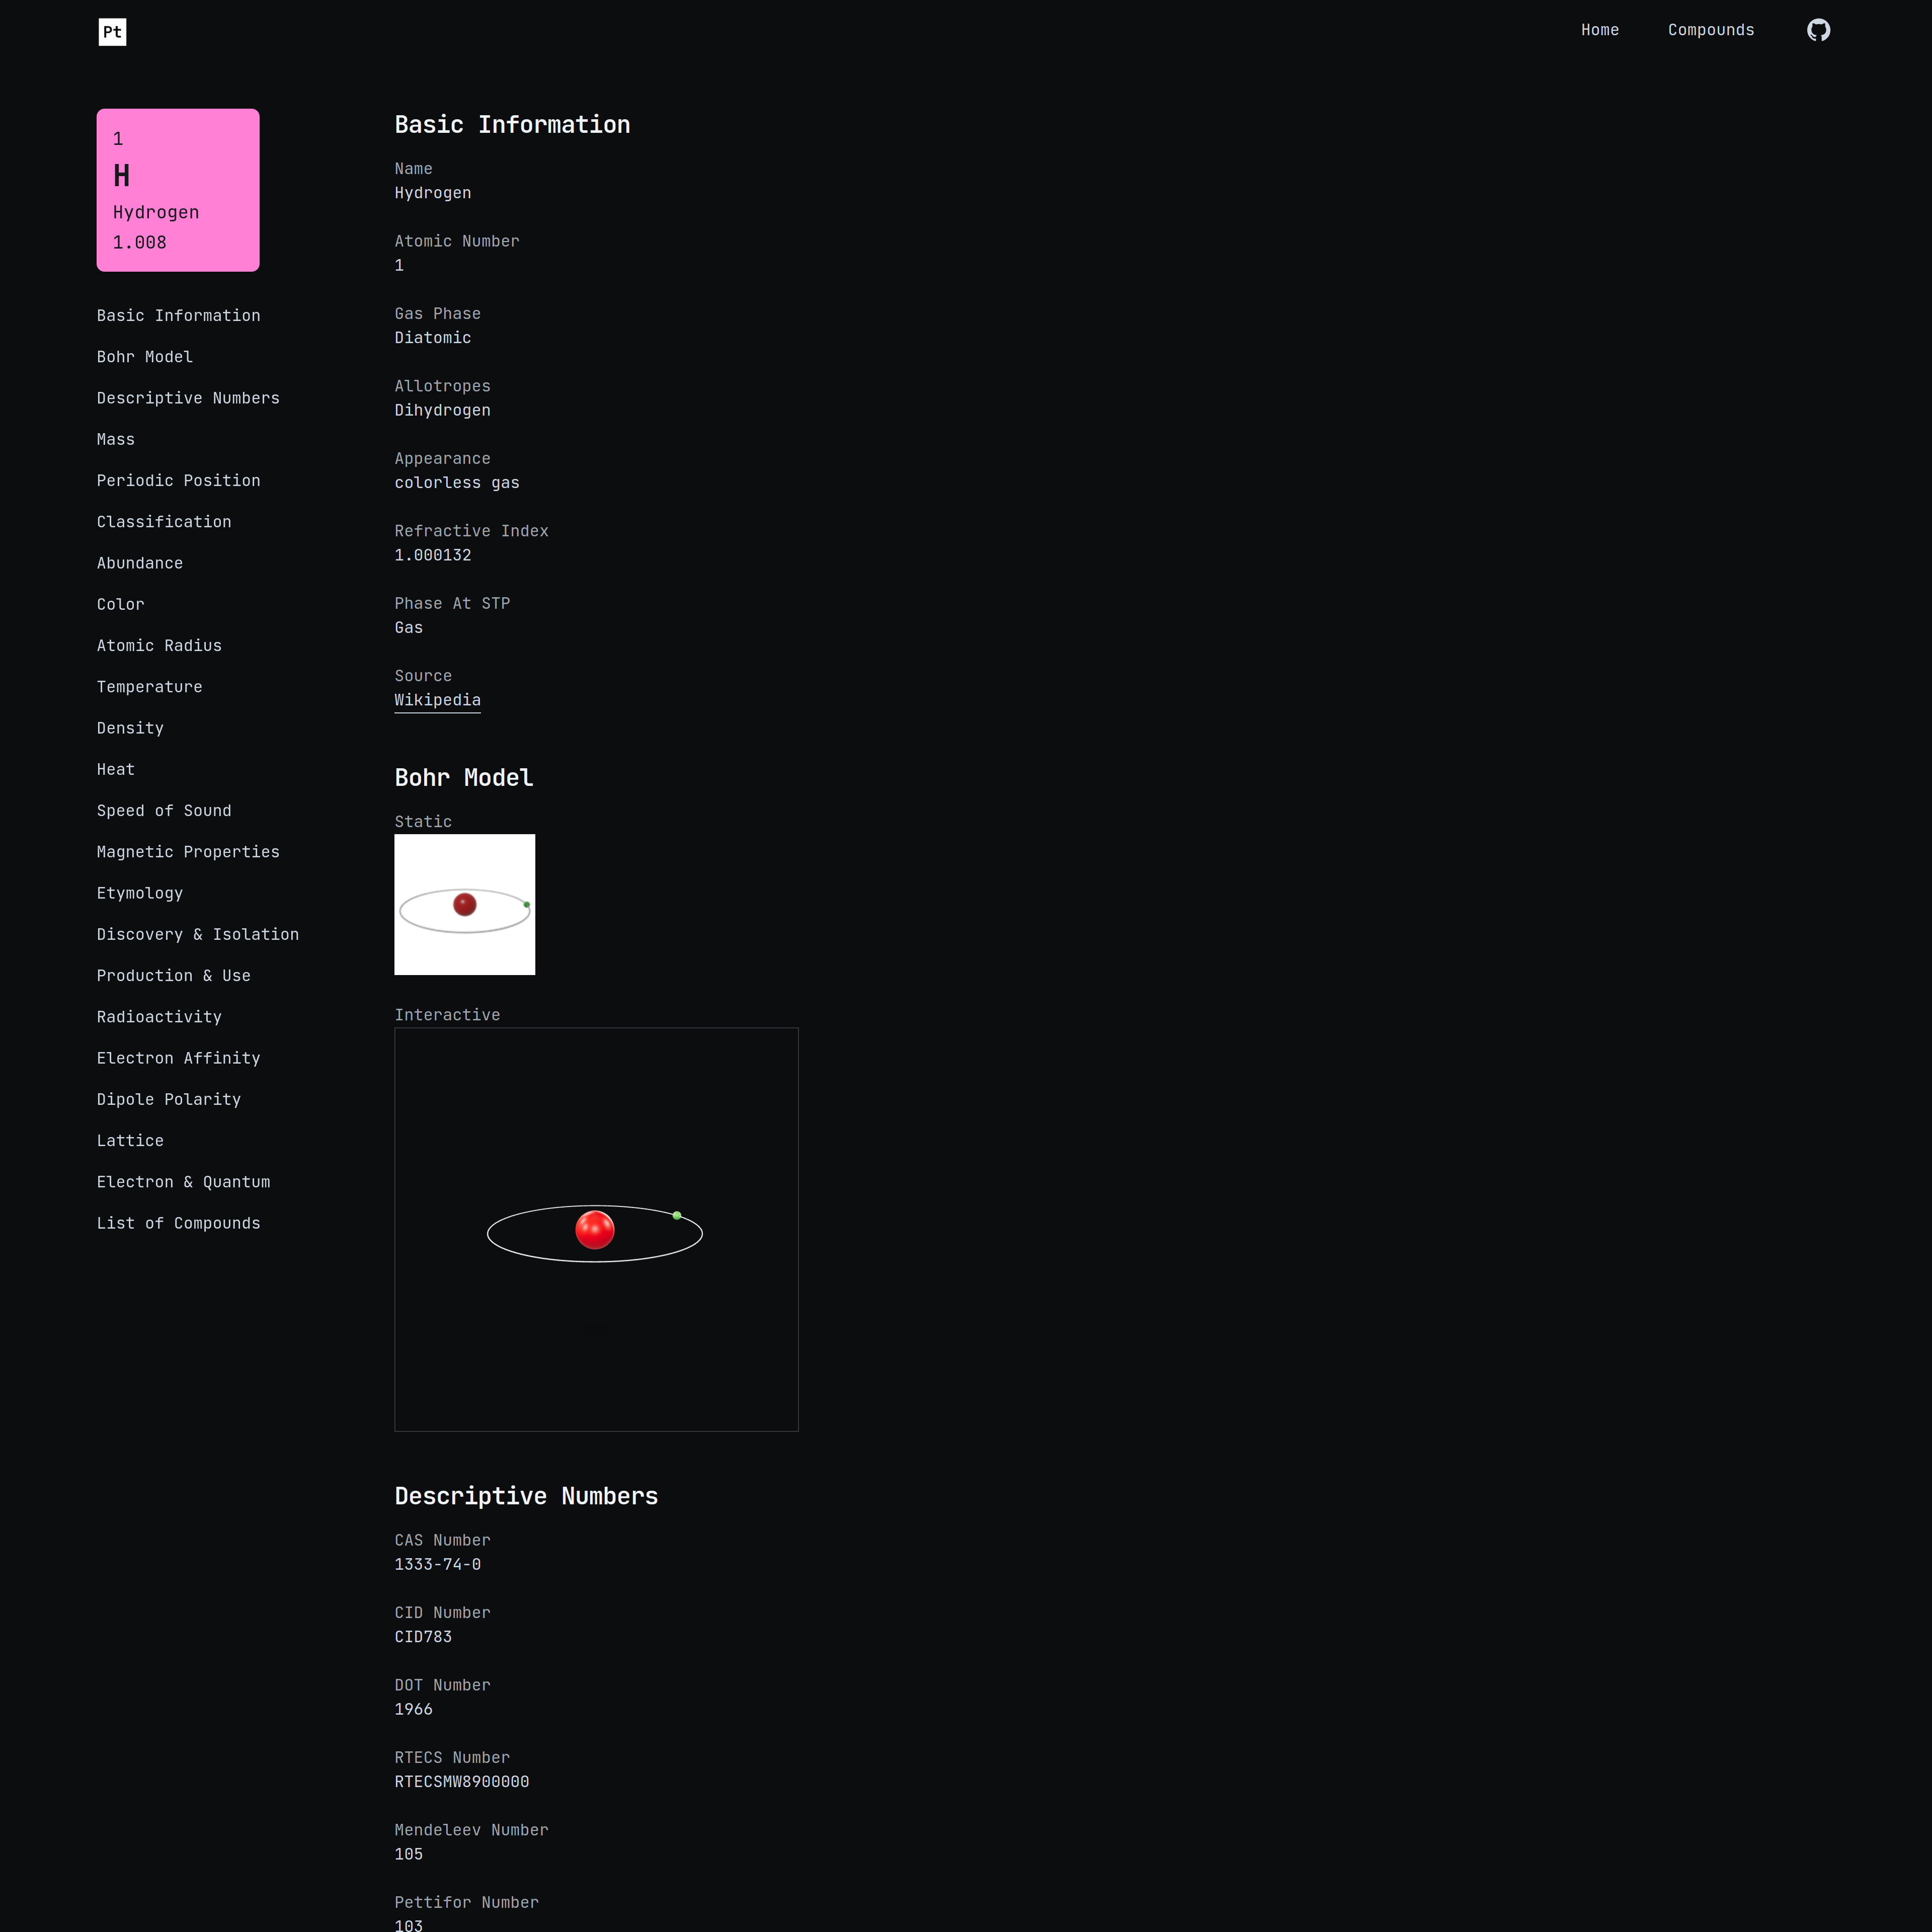 Pt
Home
Compounds
1
H
Hydrogen
1.008
Basic Information
Bohr Model
Descriptive Numbers
Mass
Periodic Position
Classification
Abundance
Color
Atomic Radius
Temperature
Density
Heat
Speed of Sound
Magnetic Properties
Etymology
Discovery & Isolation
Production & Use
Radioactivity
Electron Affinity
Dipole Polarity
Lattice
Electron & Quantum
List of Compounds
Basic Information
Name
Hydrogen
Atomic Number
1
Gas Phase
Diatomic
Allotropes
Dihydrogen
Appearance
colorless gas
Refractive Index
1.000132
Phase At STP
Gas
Source
Wikipedia
Bohr Model
Static
Interactive
Descriptive Numbers
CAS Number
1333-74-0
CID Number
CID783
DOT Number
1966
RTECS Number
RTECSMW8900000
Mendeleev Number
105
Pettifor Number
103